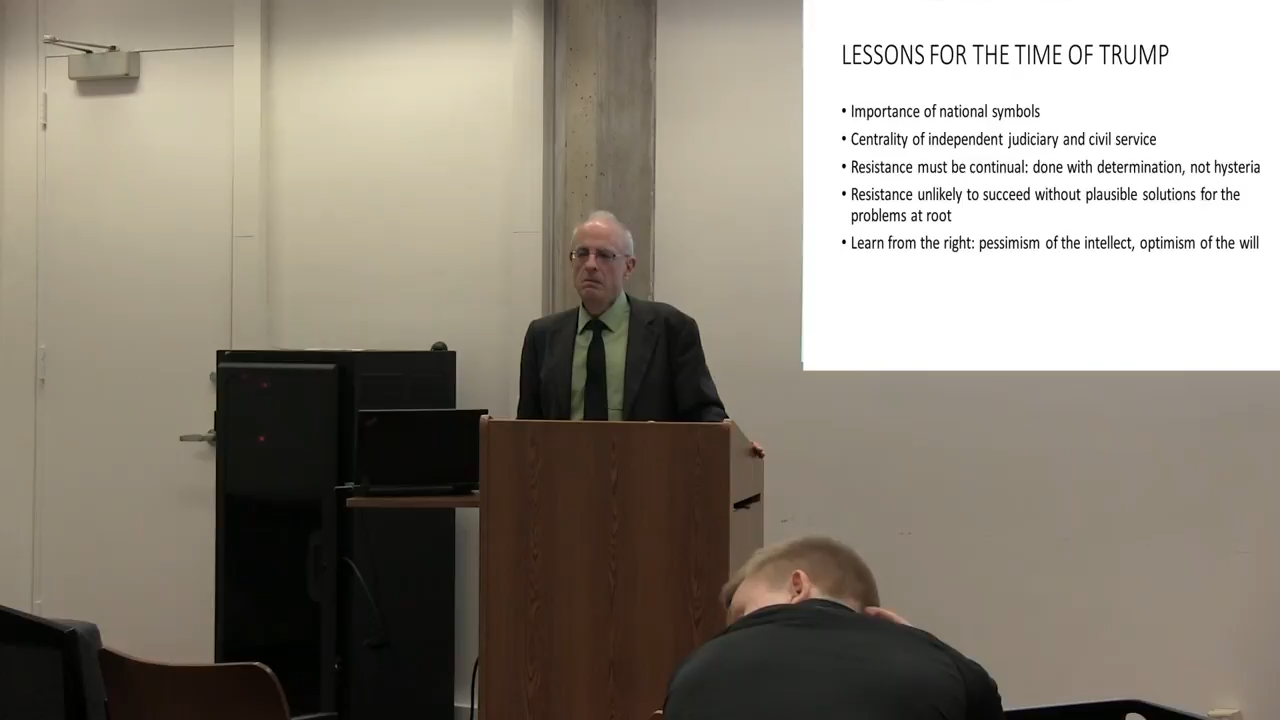 LESSONS FOR THE TIME OF TRUMP
• Importance of national symbols
• Centrality of independent judiciary and civil service
• Resistance must be continual: done with determination, not hysteria
• Resistance unlikely to succeed without plausible solutions for the
problems at root
• Learn from the right: pessimism of the intellect, optimism of the will